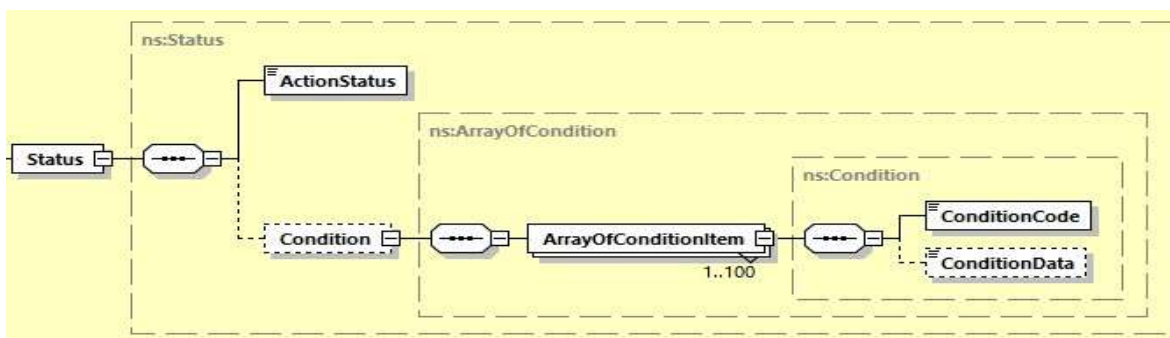 ns:Status
ActionStatus
ns:ArrayOfCondition
Status
ns:Condition
ConditionCode
Condition
ArrayOfConditionItem
ConditionData
1..100